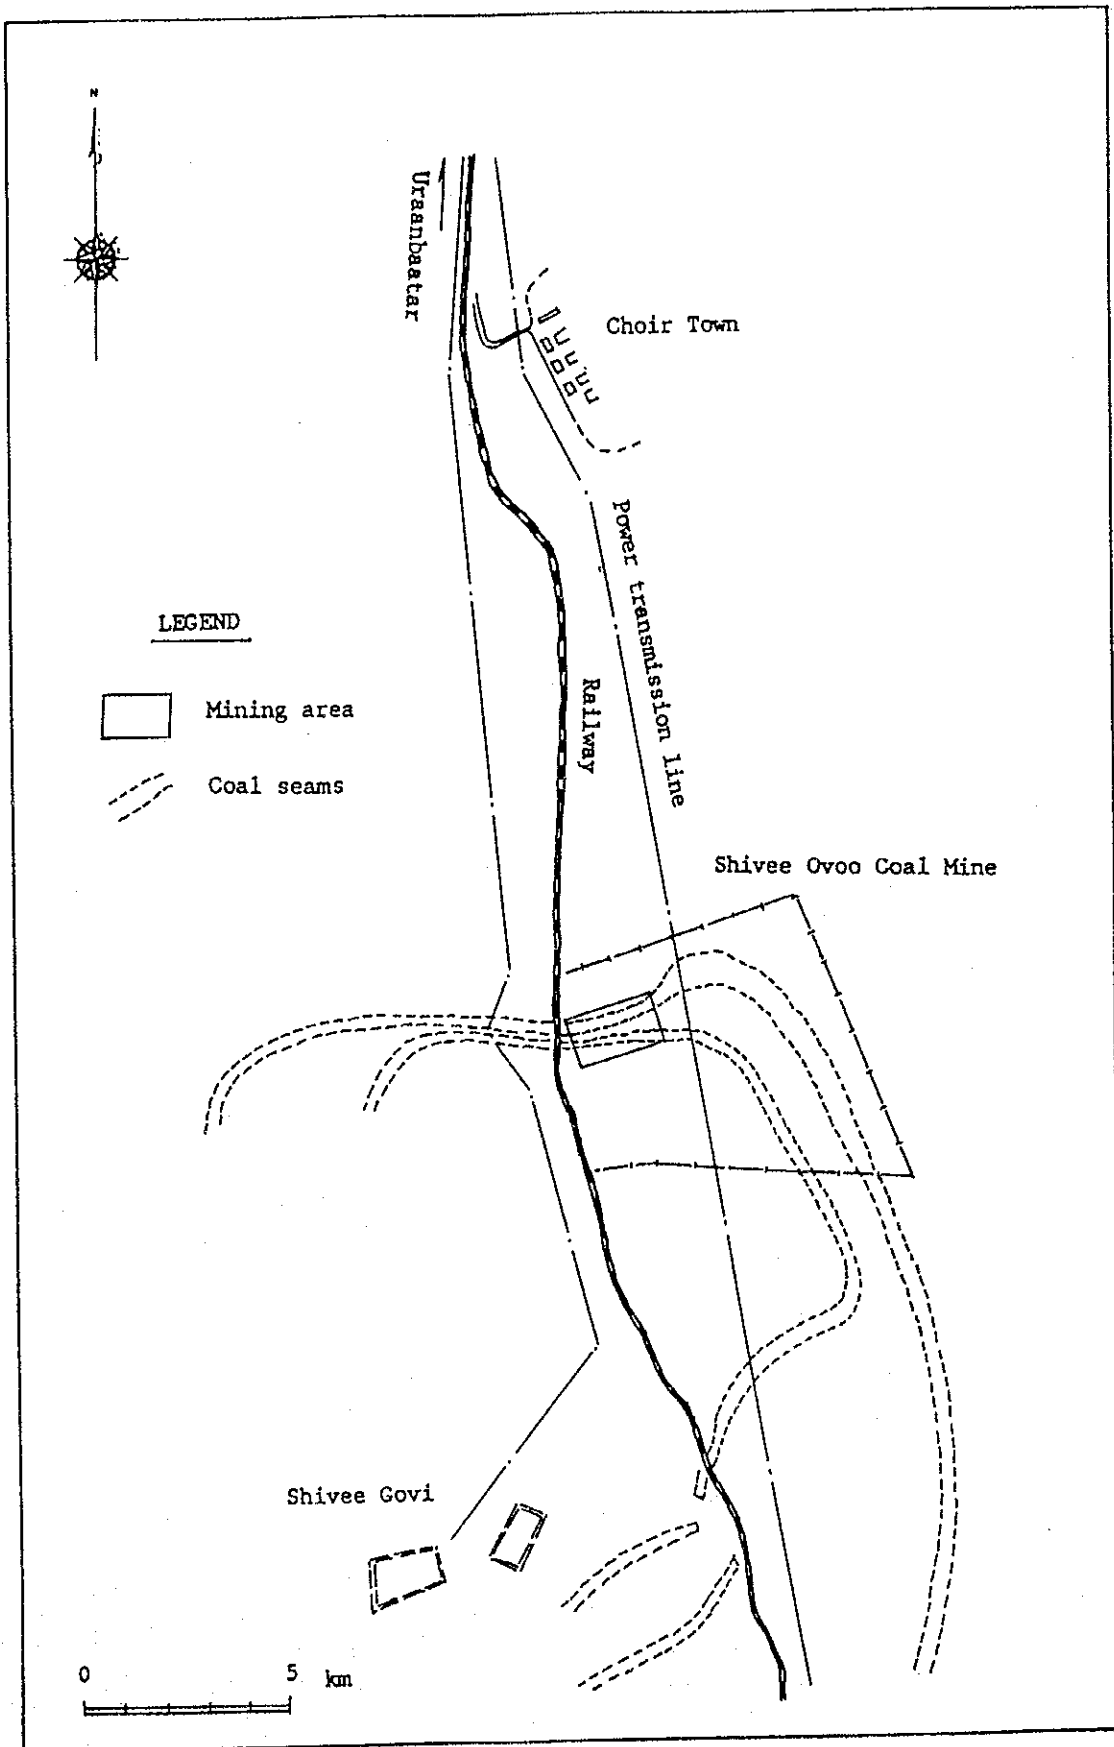 N
Uraanbaatar
Choir Town
Power transmission line
LEGEND
Mining area
Railway
Coal seams
Shivee Ovoo Coal Mine
Shivee Govi
0 5 km